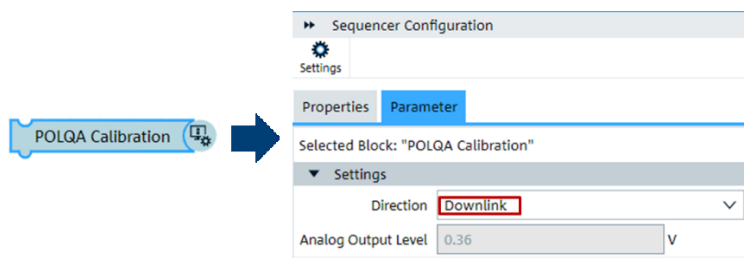 Sequencer Configuration
Settings
Properties Parameter
POLQA Calibration
Selected Block: "POLQA Calibration"
Settings
Direction Downlink
Analog Output Level 0.36 V